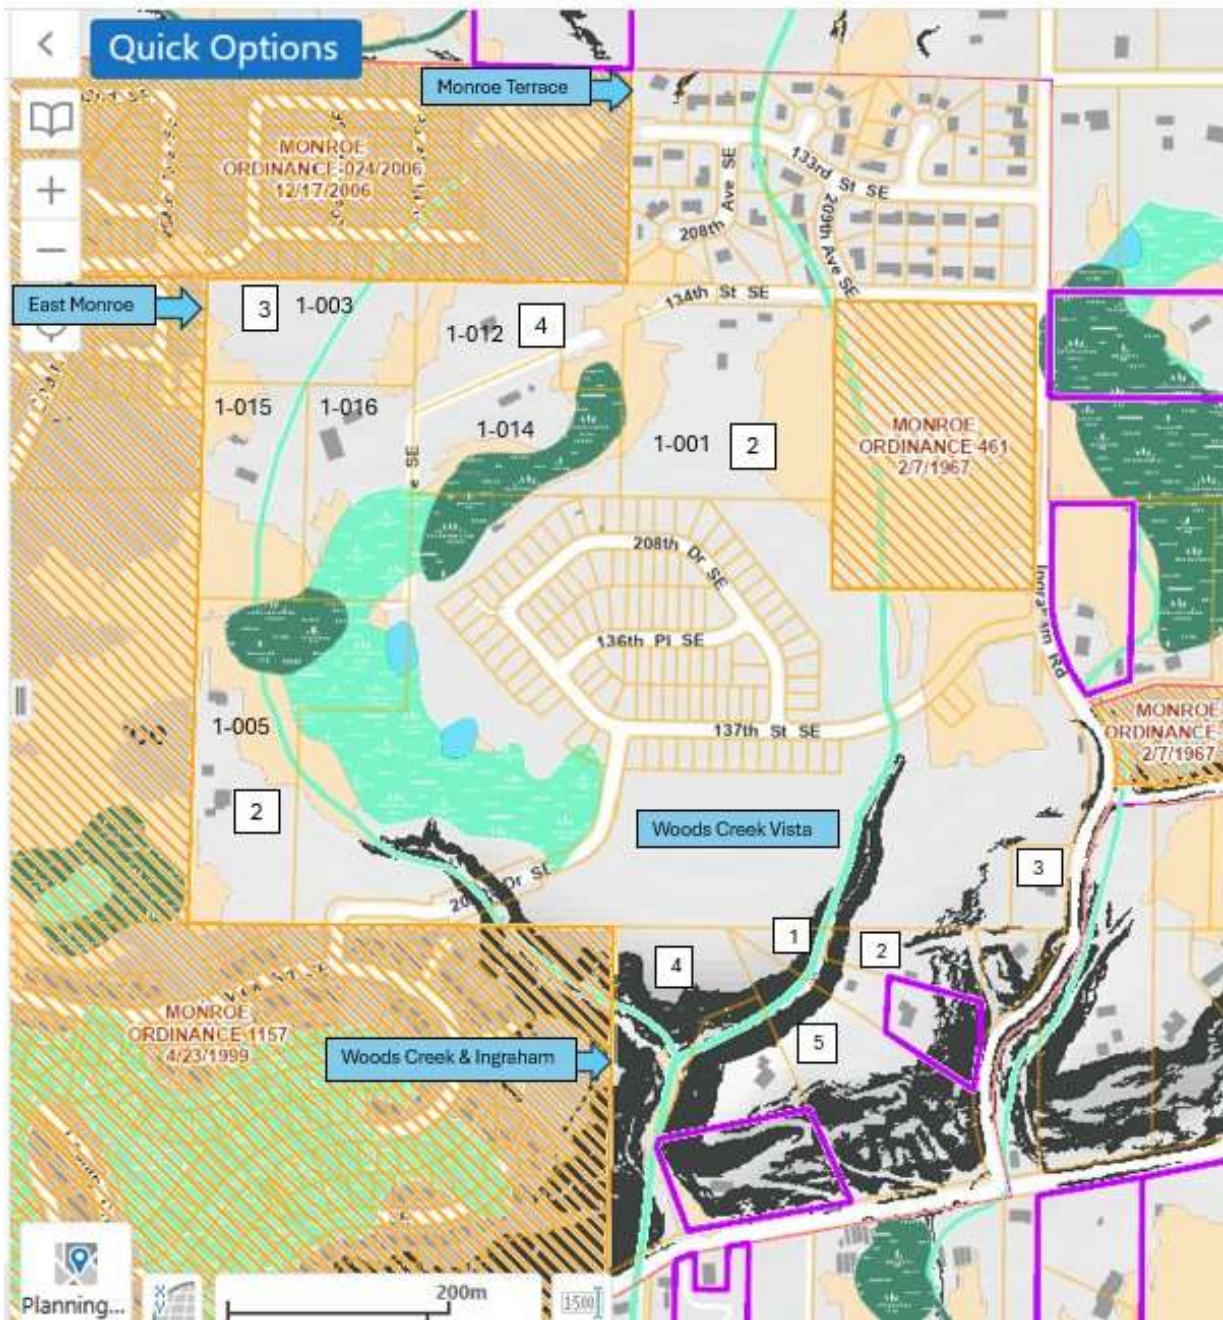 Quick Options
Monroe Terrace
MONROE
ORDINANCE 024/2006
12/17/2006
133rd St SE
208th Ave SE
209th Ave SE
134th St SE
East Monroe
3
1-003
1-012
4
1-015
1-016
1-014
1-001
2
MONROE
ORDINANCE 461
2/7/1967
e SE
208th Dr SE
136th Pl SE
Ingraham Rd
1-005
137th St SE
MONROE
ORDINANCE
2/7/1967
2
Woods Creek Vista
3
Dr SE
1
2
4
MONROE
ORDINANCE 1157
4/23/1999
5
Woods Creek & Ingraham
Planning...
200m